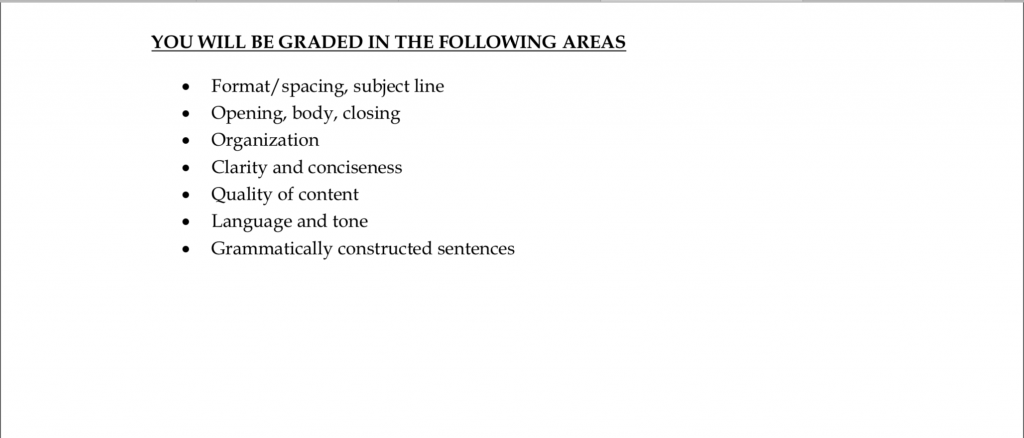 YOU WILL BE GRADED IN THE FOLLOWING AREAS
• Format/spacing, subject line
• Opening, body, closing
• Organization
• Clarity and conciseness
• Quality of content
• Language and tone
• Grammatically constructed sentences